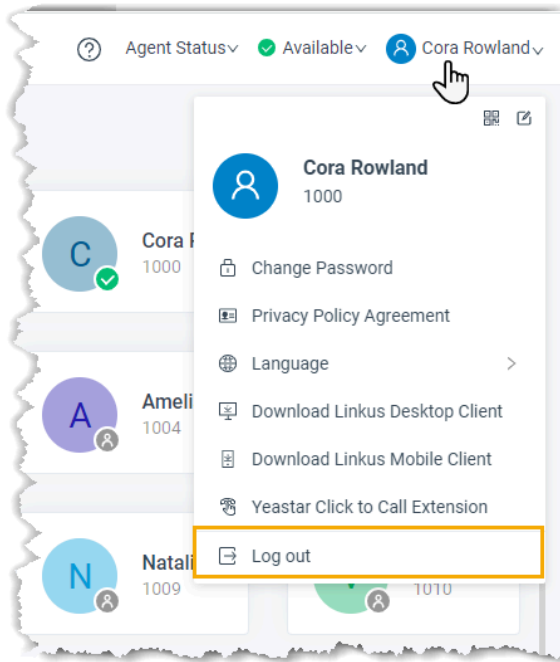 Agent Status
Available
Cora Rowland
Cora Rowland
1000
C
Cora
1000
Change Password
Privacy Policy Agreement
Language
A
Ameli
1004
Download Linkus Desktop Client
Download Linkus Mobile Client
Yeastar Click to Call Extension
Log out
N
Natali
1009
1010